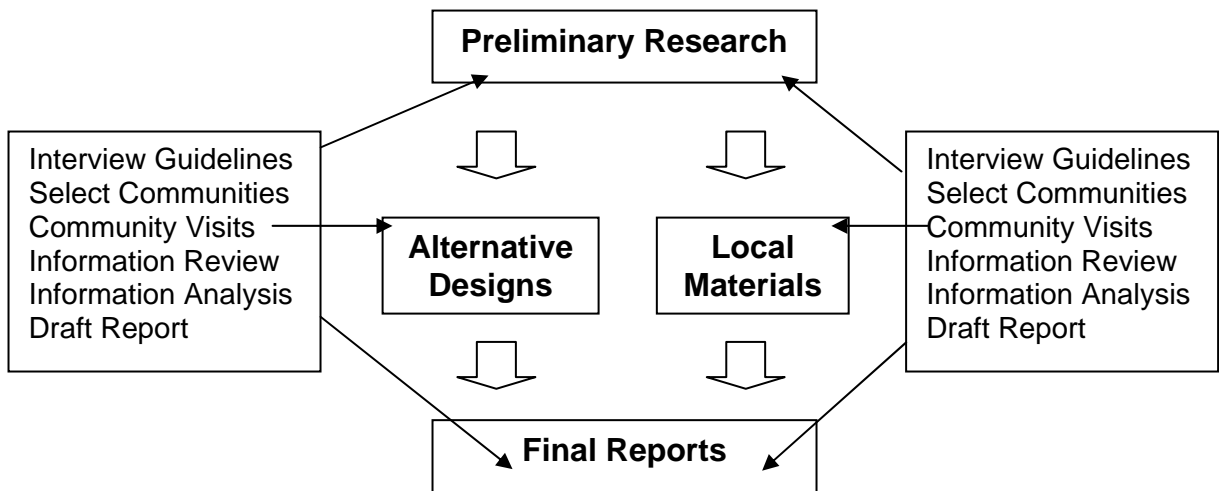 Preliminary Research
Interview Guidelines
Select Communities
Community Visits
Information Review
Information Analysis
Draft Report
Alternative
Designs
Local
Materials
Interview Guidelines
Select Communities
Community Visits
Information Review
Information Analysis
Draft Report
Final Reports